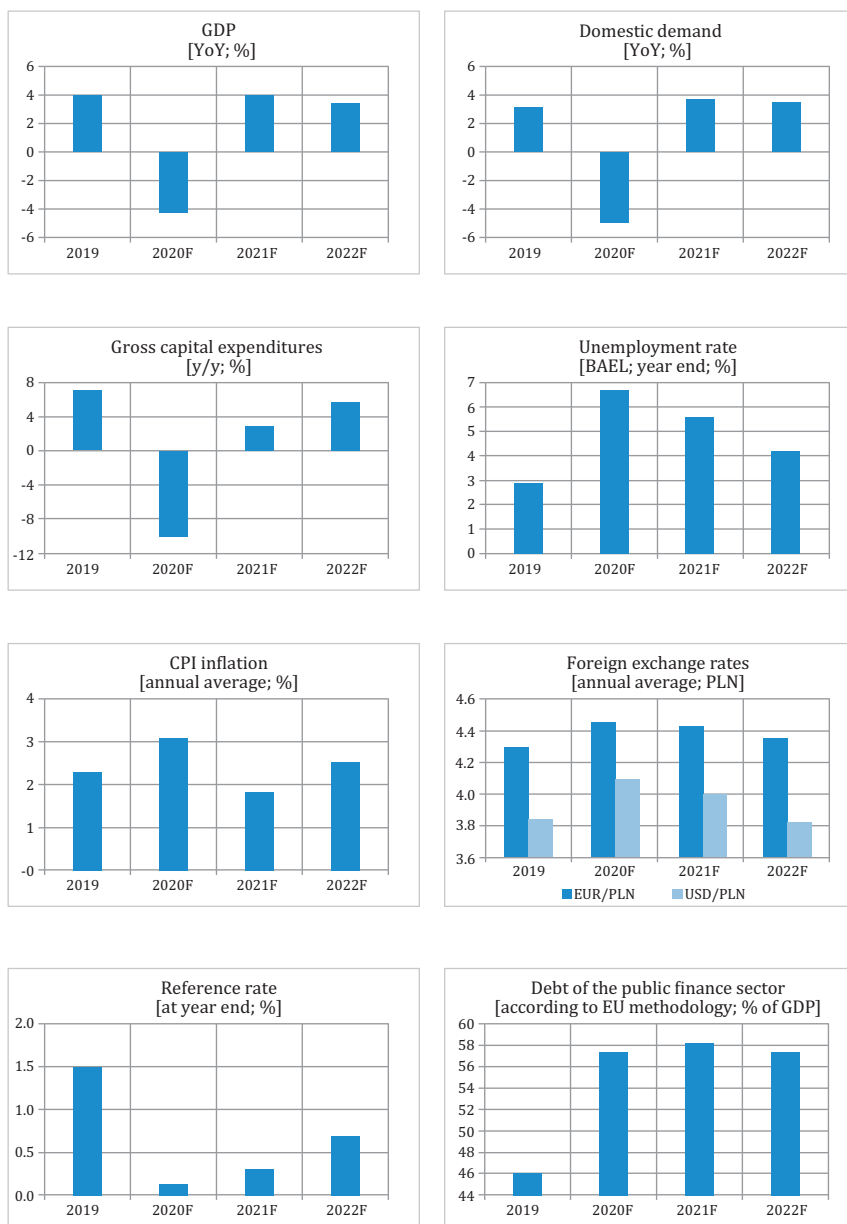 GDP
[YoY; %]
6
4
2
0
-2
-4
-6
2019 2020F 2021F 2022F
Domestic demand
[YoY; %]
6
4
2
0
-2
-4
-6
2019 2020F 2021F 2022F
Gross capital expenditures
[y/y; %]
8
4
0
-4
-8
-12
2019 2020F 2021F 2022F
Unemployment rate
[BAEL; year end; %]
7
6
5
4
3
2
1
0
2019 2020F 2021F 2022F
CPI inflation
[annual average; %]
4
3
2
1
-0
2019 2020F 2021F 2022F
Foreign exchange rates
[annual average; PLN]
4.6
4.4
4.2
4.0
3.8
3.6
2019 2020F 2021F 2022F
EUR/PLN USD/PLN
Reference rate
[at year end; %]
2.0
1.5
1.0
0.5
0.0
2019 2020F 2021F 2022F
Debt of the public finance sector
[according to EU methodology; % of GDP]
60
58
56
54
52
50
48
46
44
2019 2020F 2021F 2022F